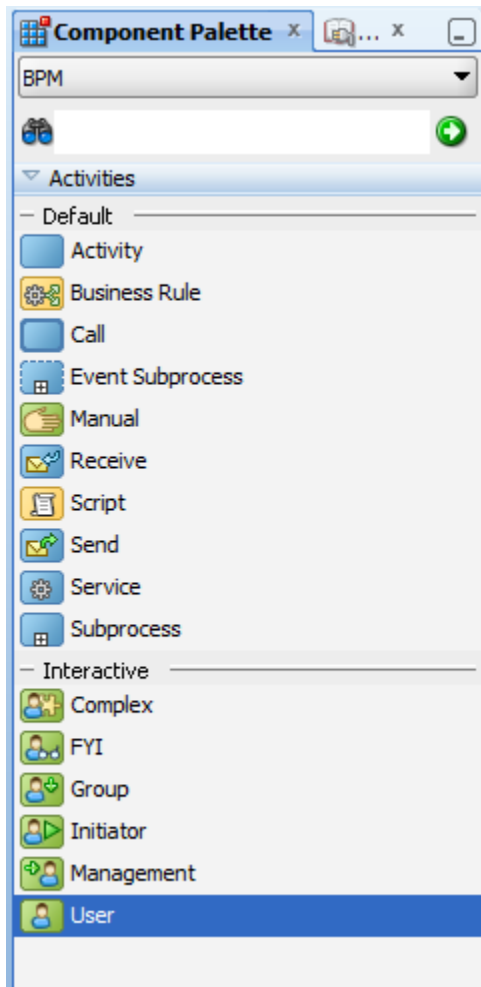 Component Palette x ... x
BPM
Activities
Default
Activity
Business Rule
Call
Event Subprocess
Manual
Receive
Script
Send
Service
Subprocess
Interactive
Complex
FYI
Group
Initiator
Management
User